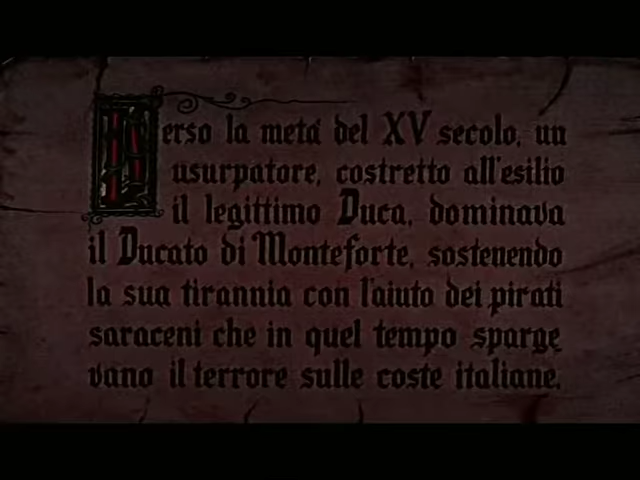 Verso la metá del XV secolo, un
usurpatore, costretto all'esilio
il legittimo Duca, dominava
il Ducato di Monteforte, sostenendo
la sua tirannia con l'aiuto dei pirati
saraceni che in quel tempo sparge
vano il terrore sulle coste italiane.